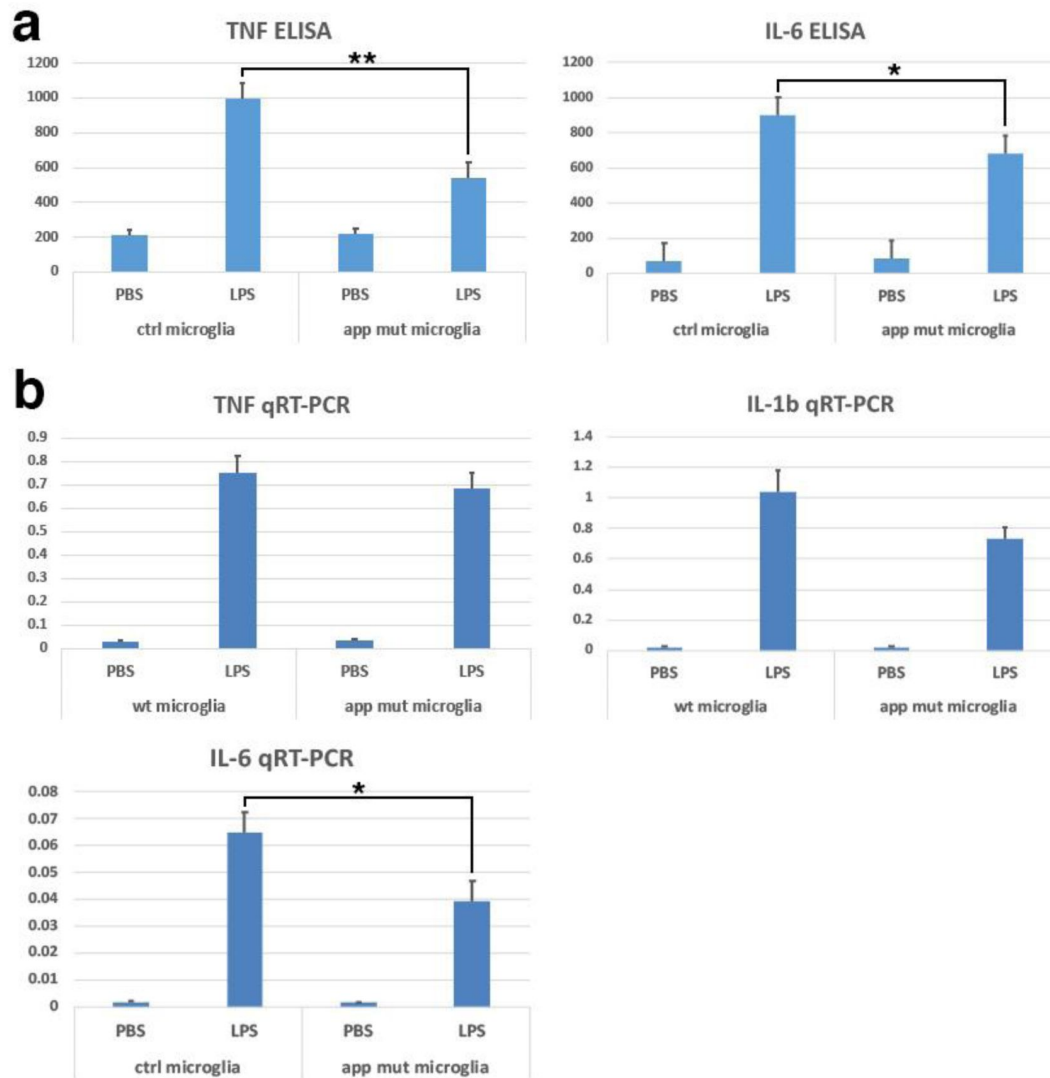 a
TNF ELISA
1200
1000
800
600
400
200
0
**
PBS LPS PBS LPS
ctrl microglia app mut microglia
IL-6 ELISA
1200
1000
800
600
400
200
0
*
PBS LPS PBS LPS
ctrl microglia app mut microglia
b
TNF qRT-PCR
0.9
0.8
0.7
0.6
0.5
0.4
0.3
0.2
0.1
0
PBS LPS PBS LPS
wt microglia app mut microglia
IL-1b qRT-PCR
1.4
1.2
1
0.8
0.6
0.4
0.2
0
PBS LPS PBS LPS
wt microglia app mut microglia
IL-6 qRT-PCR
0.08
0.07
0.06
0.05
0.04
0.03
0.02
0.01
0
*
PBS LPS PBS LPS
ctrl microglia app mut microglia